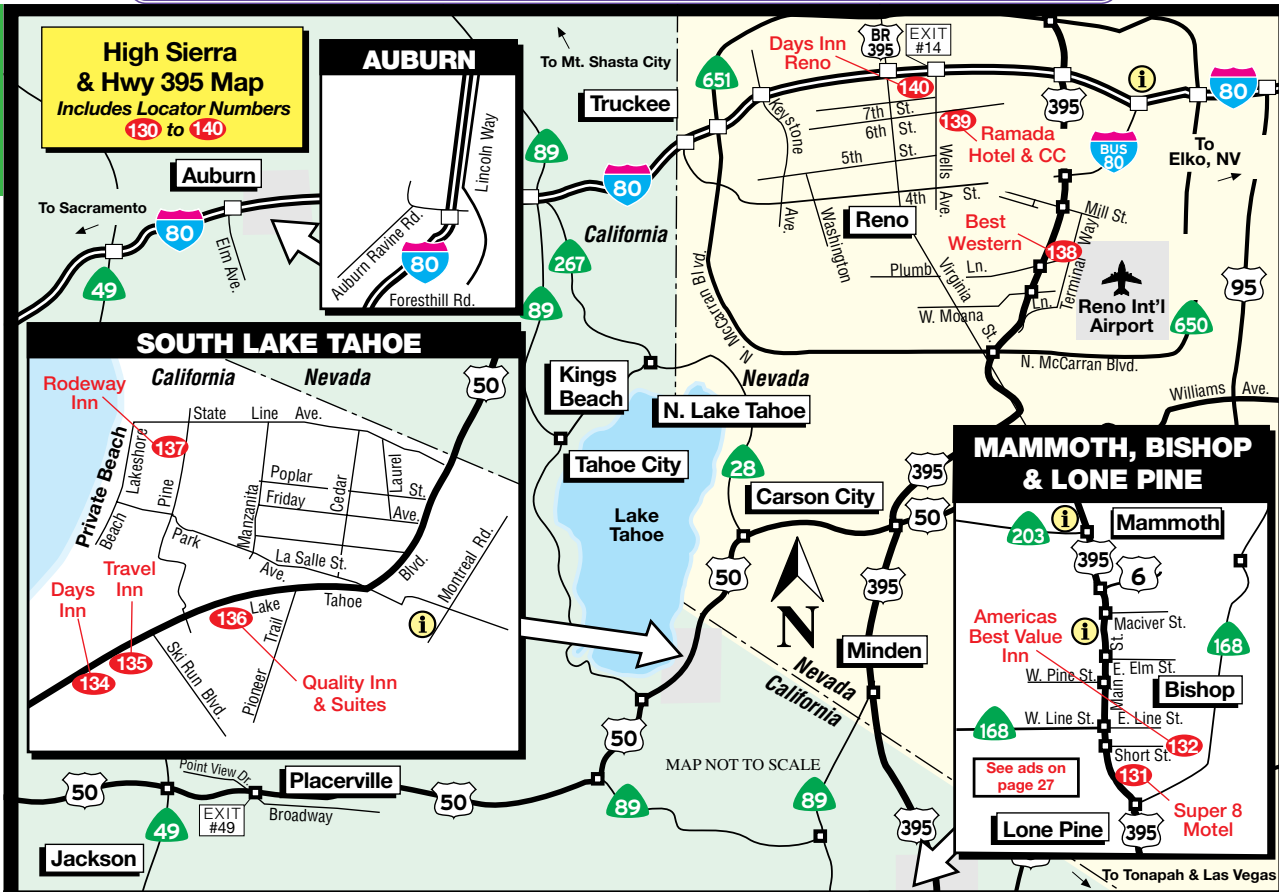 High Sierra
& Hwy 395 Map
Includes Locator Numbers
130 to 140
Auburn
To Sacramento
80
49
Elm Ave.
AUBURN
Lincoln Way
Auburn Ravine Rd.
80
Foresthill Rd.
To Mt. Shasta City
Truckee
89
80
California
267
89
651
Days Inn
Reno
BR
395
EXIT
#14
140
7th St.
6th St.
5th St.
4th St.
Keystone Ave.
Washington
Wells Ave.
139
Ramada
Hotel & CC
395
i
80
BUS
80
To
Elko, NV
Reno
Mill St.
Best
Western
138
Terminal Way
Plumb Ln.
Virginia St.
W. Moana Ln.
Reno Int'l
Airport
95
650
N. McCarran Blvd.
N. McCarran Blvd.
Williams Ave.
SOUTH LAKE TAHOE
California
Nevada
50
Rodeway
Inn
137
State Line Ave.
Private Beach
Lakeshore
Pine
Beach
Park Ave.
Manzanita
Poplar St.
Friday Ave.
Cedar
Laurel
La Salle St.
Montreal Rd.
Lake Tahoe Blvd.
Travel
Inn
Days
Inn
134
135
136
Ski Run Blvd.
Pioneer Trail
Quality Inn
& Suites
i
Kings
Beach
Nevada
N. Lake Tahoe
Tahoe City
28
Carson City
395
50
Lake
Tahoe
50
N
395
Minden
Nevada
California
50
MAP NOT TO SCALE
89
89
395
50
Point View Dr.
Placerville
50
EXIT
#49
Broadway
49
Jackson
MAMMOTH, BISHOP
& LONE PINE
203
i
Mammoth
395
6
Americas
Best Value
Inn
i
Maciver St.
168
W. Pine St.
E. Elm St.
Main St.
Bishop
168
W. Line St.
E. Line St.
132
Short St.
See ads on
page 27
131
Super 8
Motel
Lone Pine
395
To Tonapah & Las Vegas